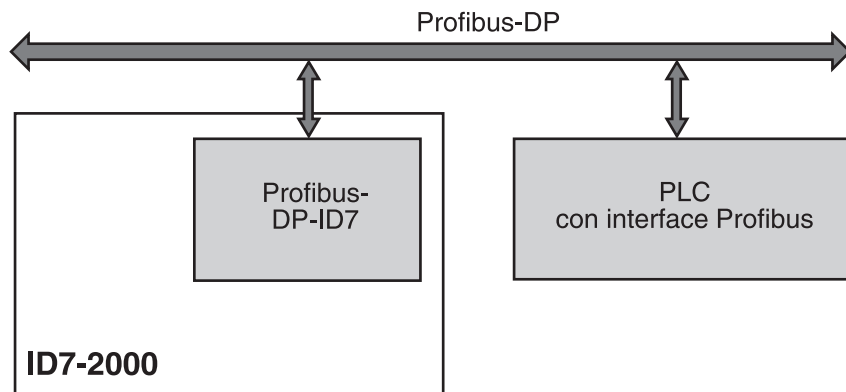 Profibus-DP
Profibus-
DP-ID7
PLC
con interface Profibus
ID7-2000